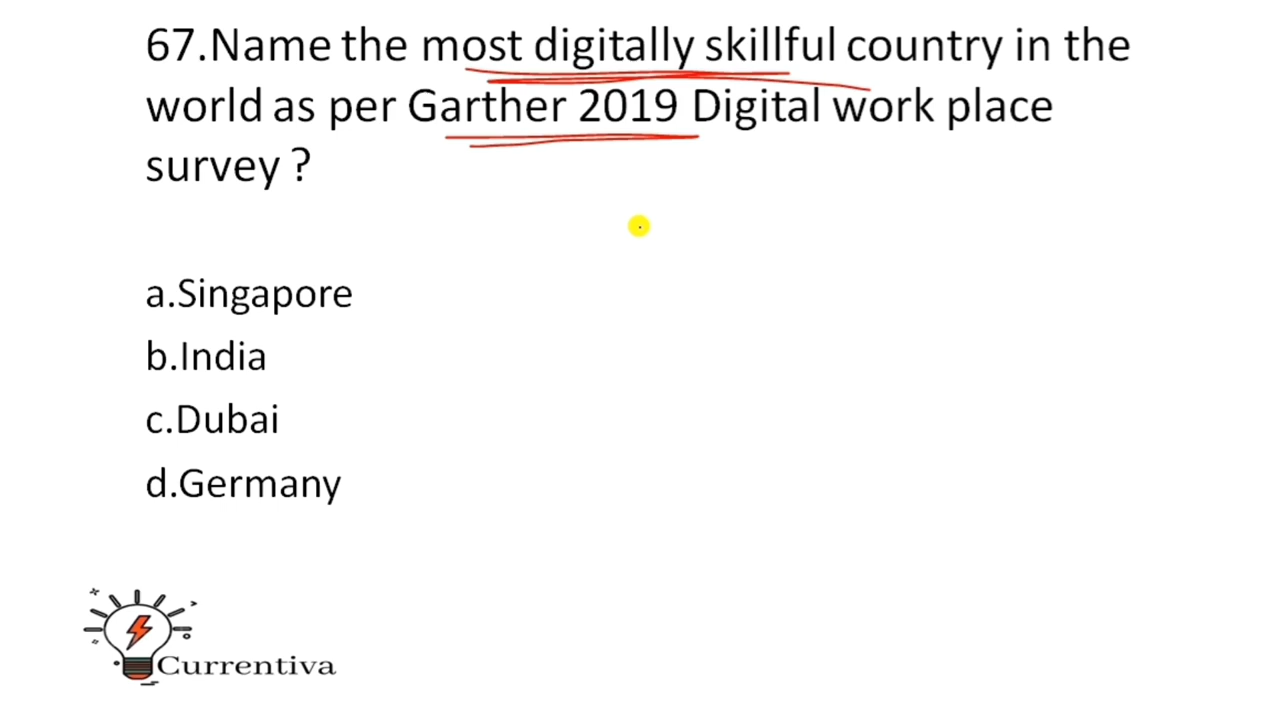 67.Name the most digitally skillful country in the
world as per Garther 2019 Digital work place
survey ?
a.Singapore
b.India
c.Dubai
d.Germany
Currentiva